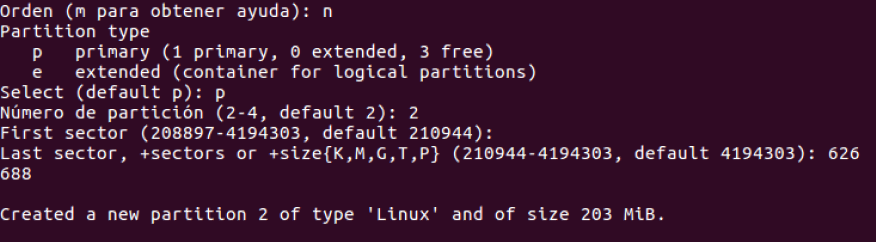 Orden (m para obtener ayuda): n
Partition type
   p   primary (1 primary, 0 extended, 3 free)
   e   extended (container for logical partitions)
Select (default p): p
Número de partición (2-4, default 2): 2
First sector (208897-4194303, default 210944):
Last sector, +sectors or +size{K,M,G,T,P} (210944-4194303, default 4194303): 626
688

Created a new partition 2 of type 'Linux' and of size 203 MiB.